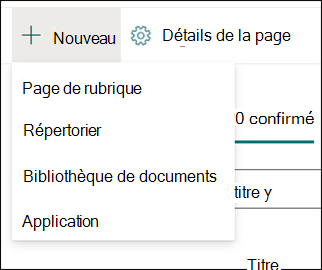 Nouveau Détails de la page
Page de rubrique
0 confirmé
Répertorier
Bibliothèque de documents
titre y
Application
Titre